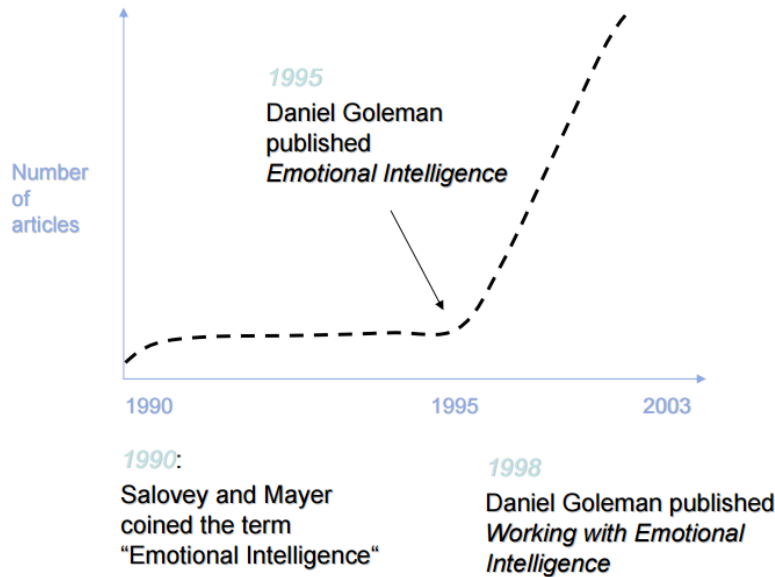 1995
Daniel Goleman
published
Emotional Intelligence
Number
of
articles
1990
1995
2003
1990:
Salovey and Mayer
coined the term
“Emotional Intelligence“
1998
Daniel Goleman published
Working with Emotional
Intelligence